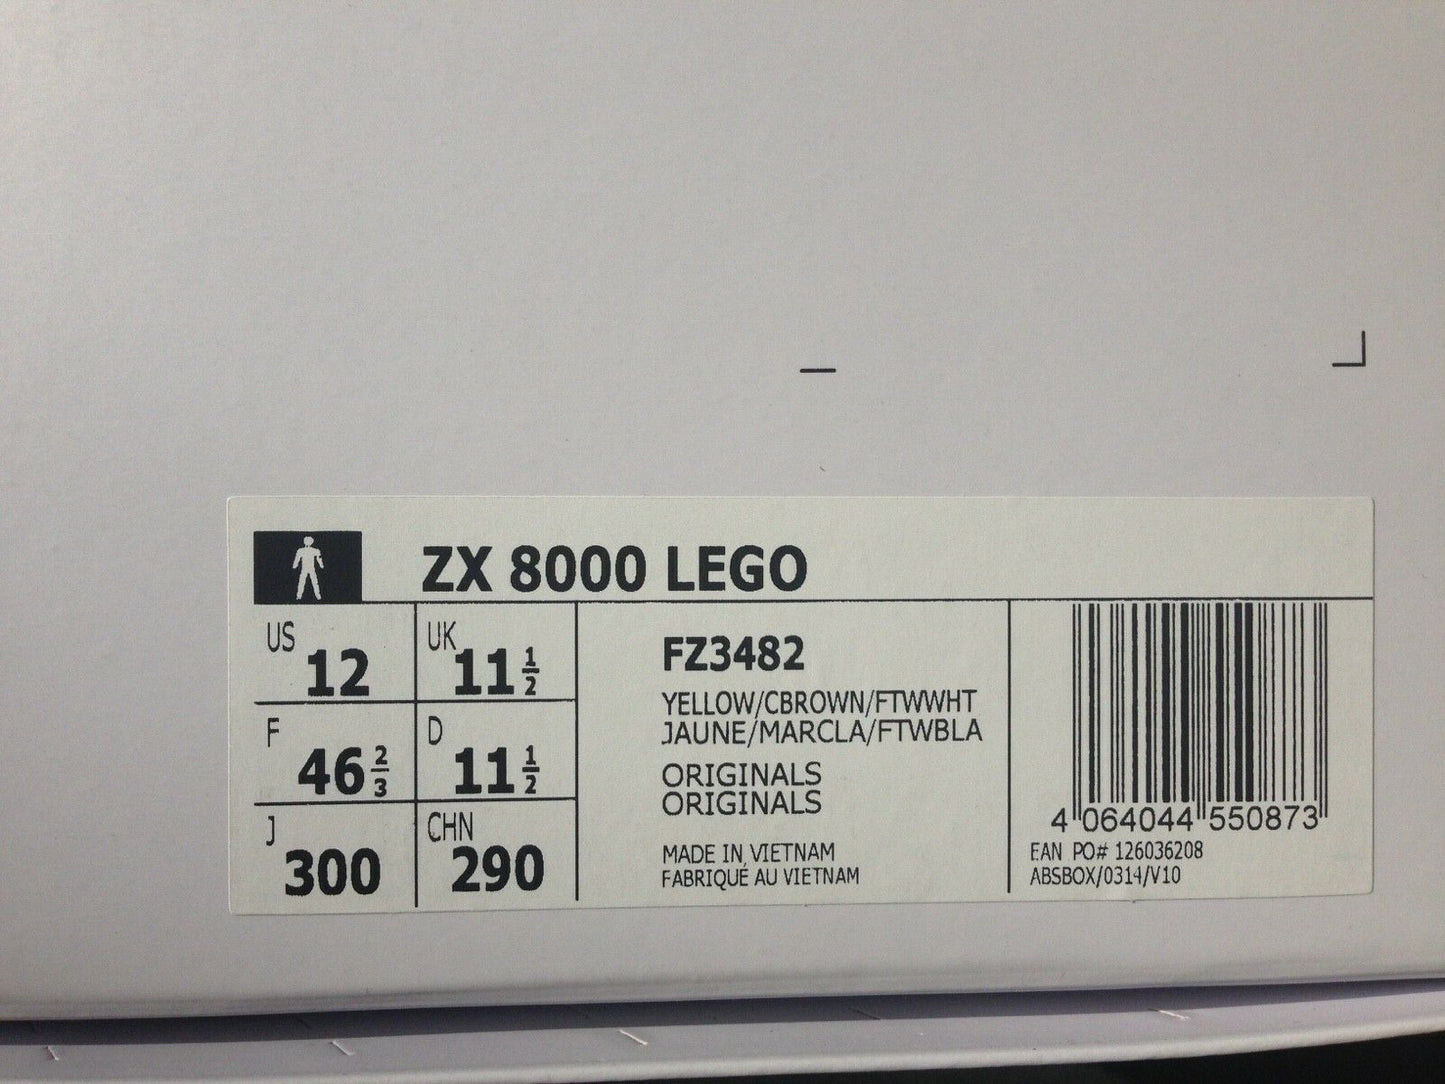 ZX 8000 LEGO
US 12 UK 11 1/2
F 46 2/3 D 11 1/2
J 300 CHN 290
FZ3482
YELLOW/CBROWN/FTWWHT
JAUNE/MARCLA/FTWBLA
ORIGINALS
ORIGINALS
MADE IN VIETNAM
FABRIQUÉ AU VIETNAM
4 064044 550873
EAN PO# 126036208
ABSBOX/0314/V10